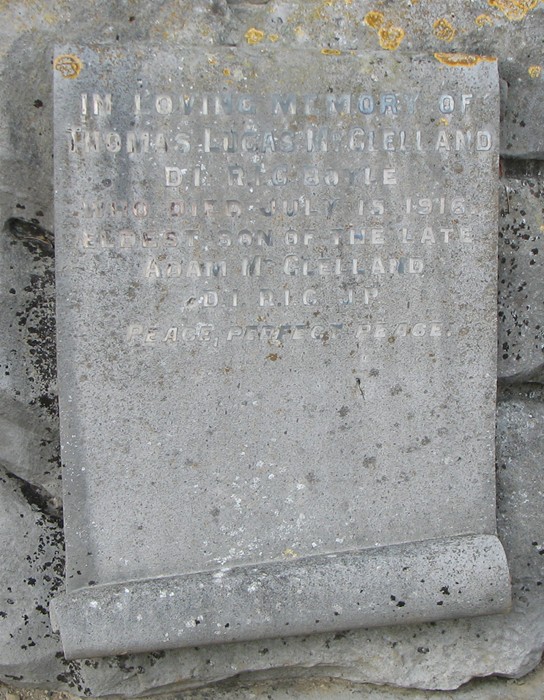 IN LOVING MEMORY OF
THOMAS LUCAS McCLELLAND
D.I. R.I.C. BOYLE
WHO DIED JULY 15 1916
ELDEST SON OF THE LATE
ADAM McCLELLAND
D.I. R.I.C. J.P.
PEACE, PERFECT PEACE.